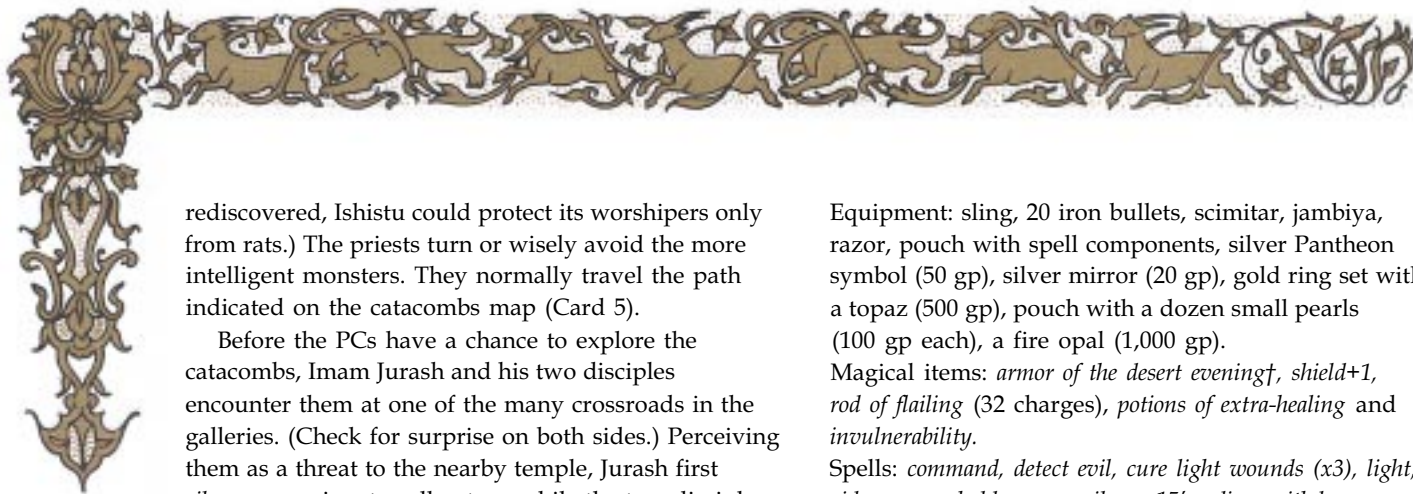 rediscovered, Ishistu could protect its worshipers only
from rats.) The priests turn or wisely avoid the more
intelligent monsters. They normally travel the path
indicated on the catacombs map (Card 5).
Before the PCs have a chance to explore the
catacombs, Imam Jurash and his two disciples
encounter them at one of the many crossroads in the
galleries. (Check for surprise on both sides.) Perceiving
them as a threat to the nearby temple, Jurash first
Equipment: sling, 20 iron bullets, scimitar, jambiya,
razor, pouch with spell components, silver Pantheon
symbol (50 gp), silver mirror (20 gp), gold ring set with
a topaz (500 gp), pouch with a dozen small pearls
(100 gp each), a fire opal (1,000 gp).
Magical items: armor of the desert evening†, shield+1,
rod of flailing (32 charges), potions of extra-healing and
invulnerability.
Spells: command, detect evil, cure light wounds (x3), light,